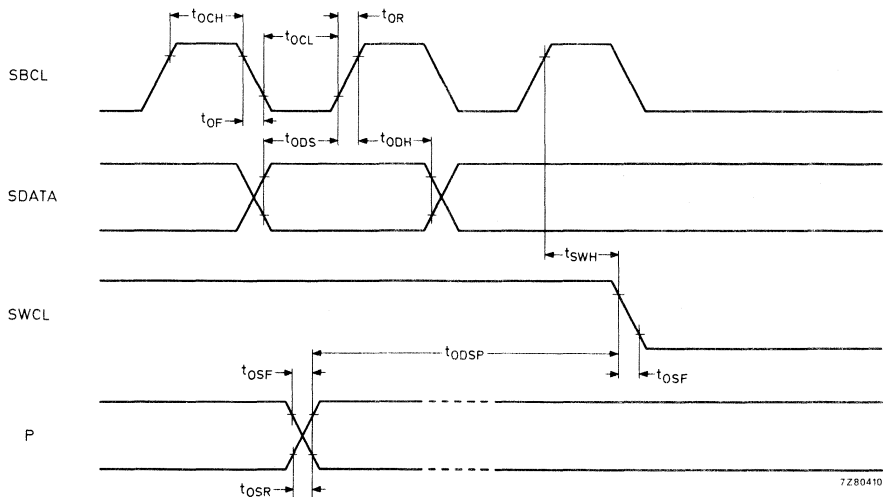 tOCH
tOR
tOCL
SBCL
tOF
tODS
tODH
SDATA
tSWH
SWCL
tODSP
tOSF
tOSF
P
tOSR
7Z80410